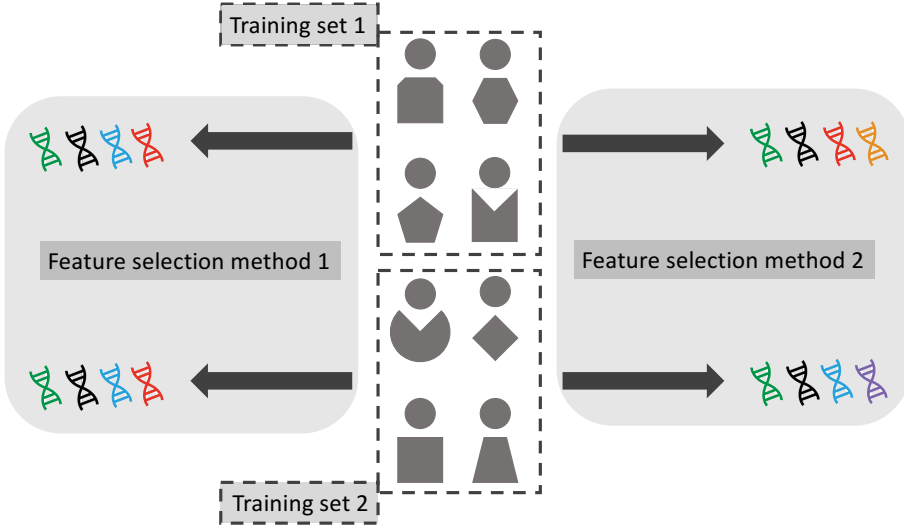 Training set 1
Feature selection method 1
Feature selection method 2
Training set 2